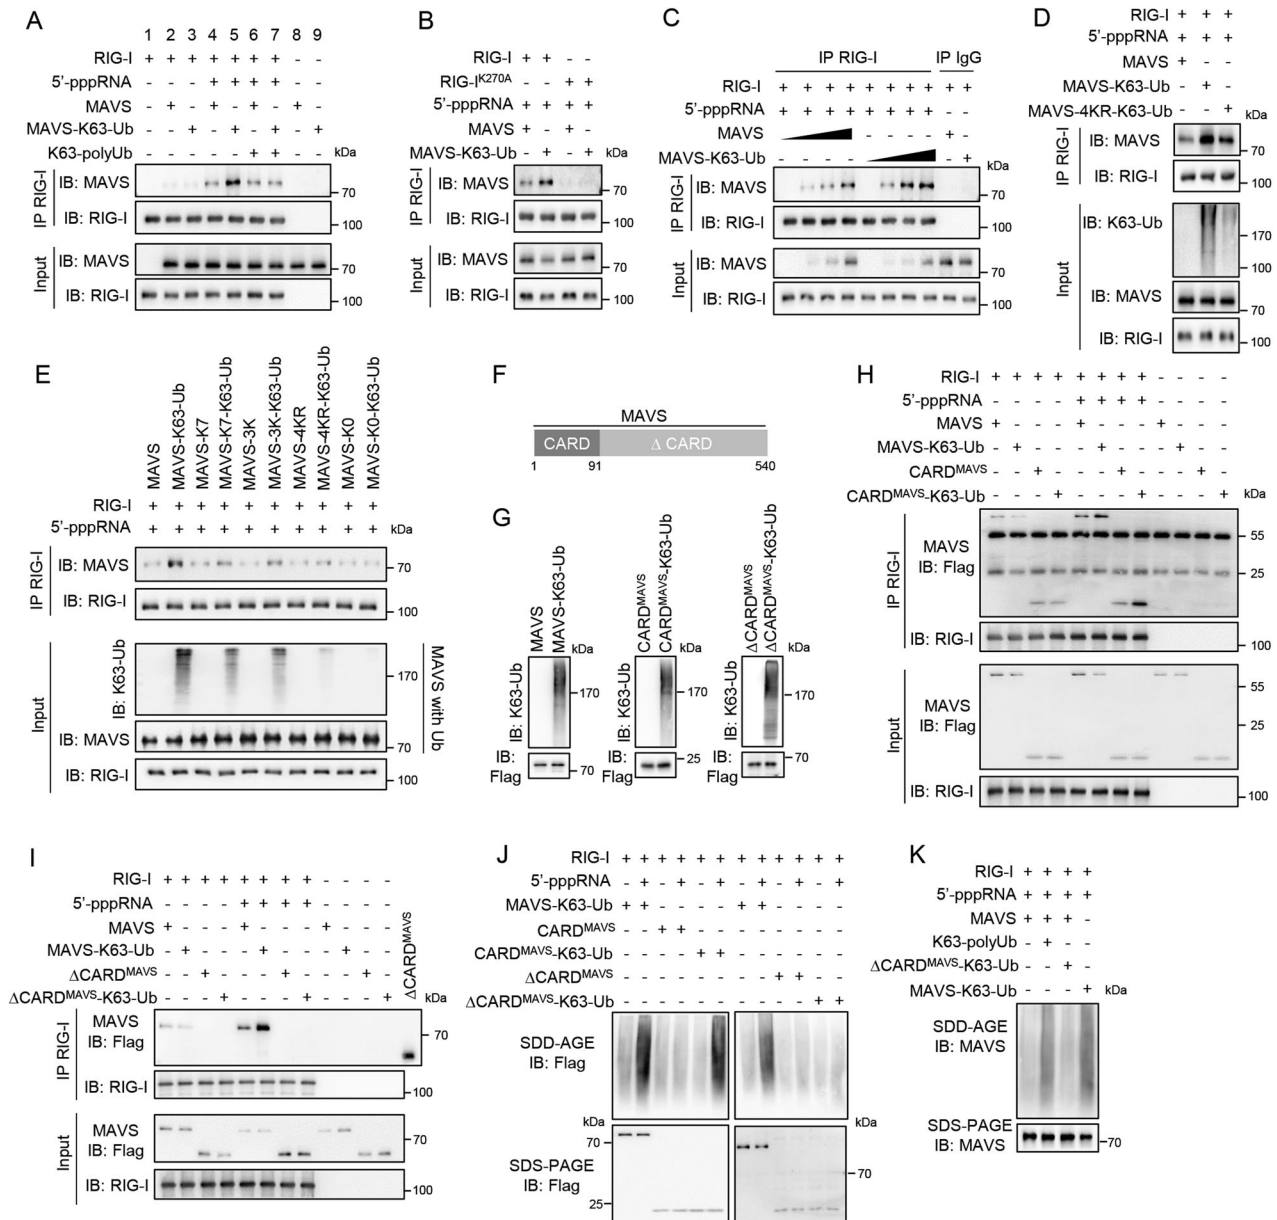 A
1 2 3 4 5 6 7 8 9
RIG-I + + + + + + + - -
5'-pppRNA - - - + + + + - -
MAVS - + - + - + - + -
MAVS-K63-Ub - - + - + - + - +
K63-polyUb - - - - - + + - -
kDa
IP RIG-I
IB: MAVS
70
IB: RIG-I
100
Input
IB: MAVS
70
IB: RIG-I
100
B
RIG-I + + - -
RIG-I^K270A - - + +
5'-pppRNA + + + +
MAVS + - + -
MAVS-K63-Ub - + - +
kDa
IP RIG-I
IB: MAVS
70
IB: RIG-I
100
Input
IB: MAVS
70
IB: RIG-I
100
C
IP RIG-I IP IgG
RIG-I + + + + + + + + + +
5'-pppRNA + + + + + + + + + +
MAVS - - - - + -
MAVS-K63-Ub - - - - - +
kDa
IP RIG-I
IB: MAVS
70
IB: RIG-I
100
Input
IB: MAVS
70
IB: RIG-I
100
D
RIG-I + + +
5'-pppRNA + + +
MAVS + - -
MAVS-K63-Ub - + -
MAVS-4KR-K63-Ub - - +
kDa
IP RIG-I
IB: MAVS
70
IB: RIG-I
100
Input
IB: K63-Ub
170
100
IB: MAVS
70
IB: RIG-I
100
E
MAVS
MAVS-K63-Ub
MAVS-K7
MAVS-K7-K63-Ub
MAVS-3K
MAVS-3K-K63-Ub
MAVS-4KR
MAVS-4KR-K63-Ub
MAVS-K0
MAVS-K0-K63-Ub
RIG-I + + + + + + + + + +
5'-pppRNA + + + + + + + + + +
kDa
IP RIG-I
IB: MAVS
70
IB: RIG-I
100
Input
IB: K63-Ub
170
MAVS with Ub
IB: MAVS
70
IB: RIG-I
100
F
MAVS
CARD Δ CARD
1 91 540
G
MAVS
MAVS-K63-Ub
kDa
IB: K63-Ub
170
IB:
Flag
70
CARD^MAVS
CARD^MAVS-K63-Ub
kDa
IB: K63-Ub
170
IB:
Flag
25
ΔCARD^MAVS
ΔCARD^MAVS-K63-Ub
kDa
IB: K63-Ub
170
IB:
Flag
70
H
RIG-I + + + + + + + + - - - -
5'-pppRNA - - - - + + + + - - - -
MAVS + - - - + - - - + - - -
MAVS-K63-Ub - + - - - + - - - + - -
CARD^MAVS - - + - - - + - - - + -
CARD^MAVS-K63-Ub - - - + - - - + - - - +
kDa
IP RIG-I
MAVS
IB: Flag
55
25
IB: RIG-I
100
Input
MAVS
IB: Flag
55
25
IB: RIG-I
100
I
RIG-I + + + + + + + + - - - -
5'-pppRNA - - - - + + + + - - - -
MAVS + - - - + - - - + - - -
MAVS-K63-Ub - + - - - + - - - + - -
ΔCARD^MAVS - - + - - - + - - - + -
ΔCARD^MAVS-K63-Ub - - - + - - - + - - - +
ΔCARD^MAVS
kDa
IP RIG-I
MAVS
IB: Flag
70
IB: RIG-I
100
Input
MAVS
IB: Flag
70
IB: RIG-I
100
J
RIG-I + + + + + + + + + + + +
5'-pppRNA - + - + - + - + - + - +
MAVS-K63-Ub + + - - - - + + - - - -
CARD^MAVS - - + + - - - - - - - -
CARD^MAVS-K63-Ub - - - - + + - - - - - -
ΔCARD^MAVS - - - - - - - - + + - -
ΔCARD^MAVS-K63-Ub - - - - - - - - - - + +
SDD-AGE
IB: Flag
kDa
kDa
70
SDS-PAGE
IB: Flag
70
25
K
RIG-I + + + +
5'-pppRNA + + + +
MAVS + + + -
K63-polyUb - + - -
ΔCARD^MAVS-K63-Ub - - + -
MAVS-K63-Ub - - - +
kDa
SDD-AGE
IB: MAVS
SDS-PAGE
IB: MAVS
70